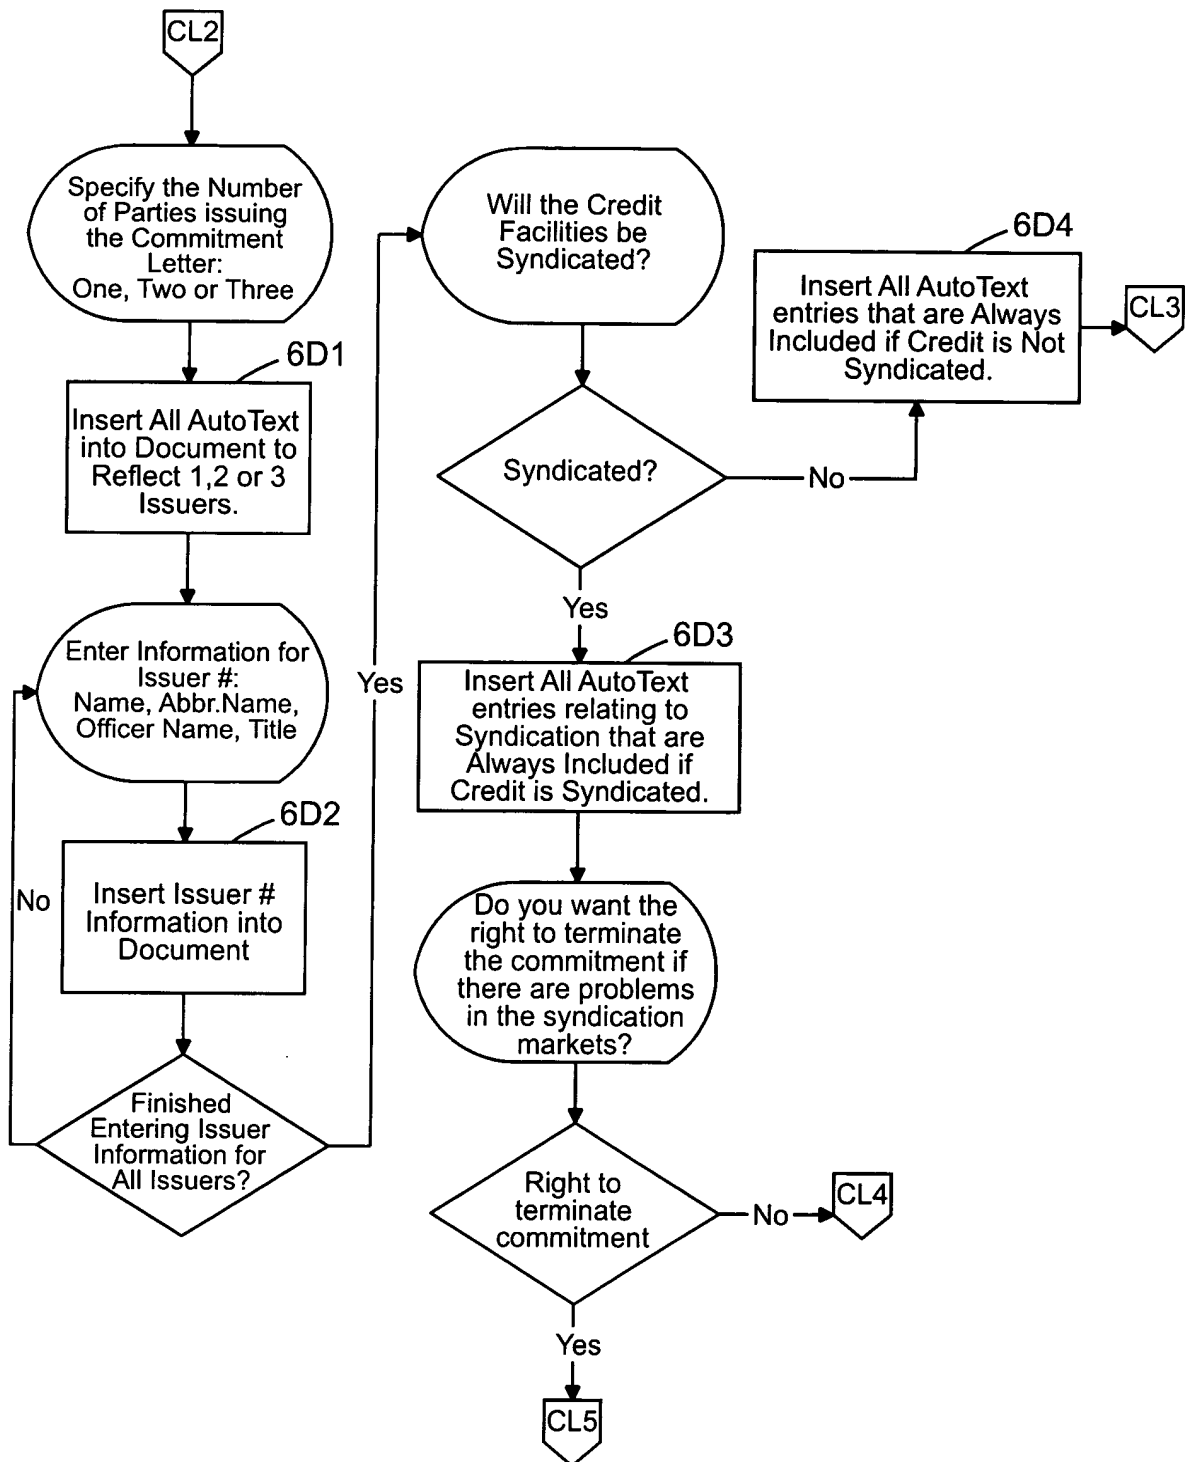 CL2
Specify the Number
of Parties issuing
the Commitment
Letter:
One, Two or Three
6D1
Insert All AutoText
into Document to
Reflect 1,2 or 3
Issuers.
Enter Information for
Issuer #:
Name, Abbr.Name,
Officer Name, Title
6D2
Insert Issuer #
Information into
Document
No
Finished
Entering Issuer
Information for
All Issuers?
Yes
Will the Credit
Facilities be
Syndicated?
Syndicated?
No
6D4
Insert All AutoText
entries that are Always
Included if Credit is Not
Syndicated.
CL3
Yes
6D3
Insert All AutoText
entries relating to
Syndication that are
Always Included if
Credit is Syndicated.
Do you want the
right to terminate
the commitment if
there are problems
in the syndication
markets?
Right to
terminate
commitment
No
CL4
Yes
CL5